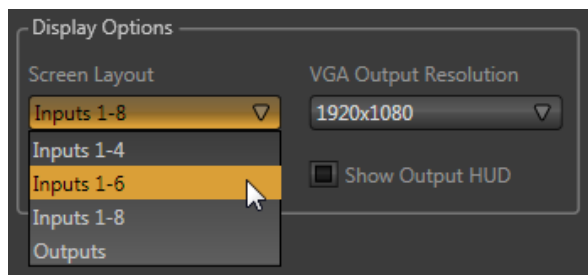 Display Options
Screen Layout
VGA Output Resolution
Inputs 1-8
1920x1080
Inputs 1-4
Inputs 1-6
Show Output HUD
Inputs 1-8
Outputs